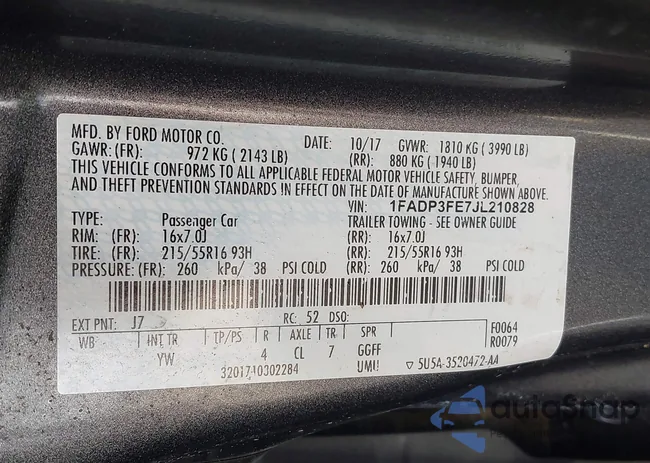 MFD. BY FORD MOTOR CO. DATE: 10/17 GVWR: 1810 KG ( 3990 LB)
GAWR: (FR): 972 KG ( 2143 LB) (RR): 880 KG ( 1940 LB)
THIS VEHICLE CONFORMS TO ALL APPLICABLE FEDERAL MOTOR VEHICLE SAFETY, BUMPER,
AND THEFT PREVENTION STANDARDS IN EFFECT ON THE DATE OF MANUFACTURE SHOWN ABOVE.
VIN: 1FADP3FE7JL210828
TYPE: Passenger Car TRAILER TOWING - SEE OWNER GUIDE
RIM: (FR): 16x7.0J (RR): 16x7.0J
TIRE: (FR): 215/55R16 93H (RR): 215/55R16 93H
PRESSURE: (FR): 260 kPa/ 38 PSI COLD (RR): 260 kPa/ 38 PSI COLD
EXT PNT: J7 RC: 52 DSO: F0064
WB INT TR TP/PS R AXLE TR SPR R0079
YW 4 CL 7 GGFF
3201710302284 UMU ▽ 5U5A-3520472-AA
autoSnap